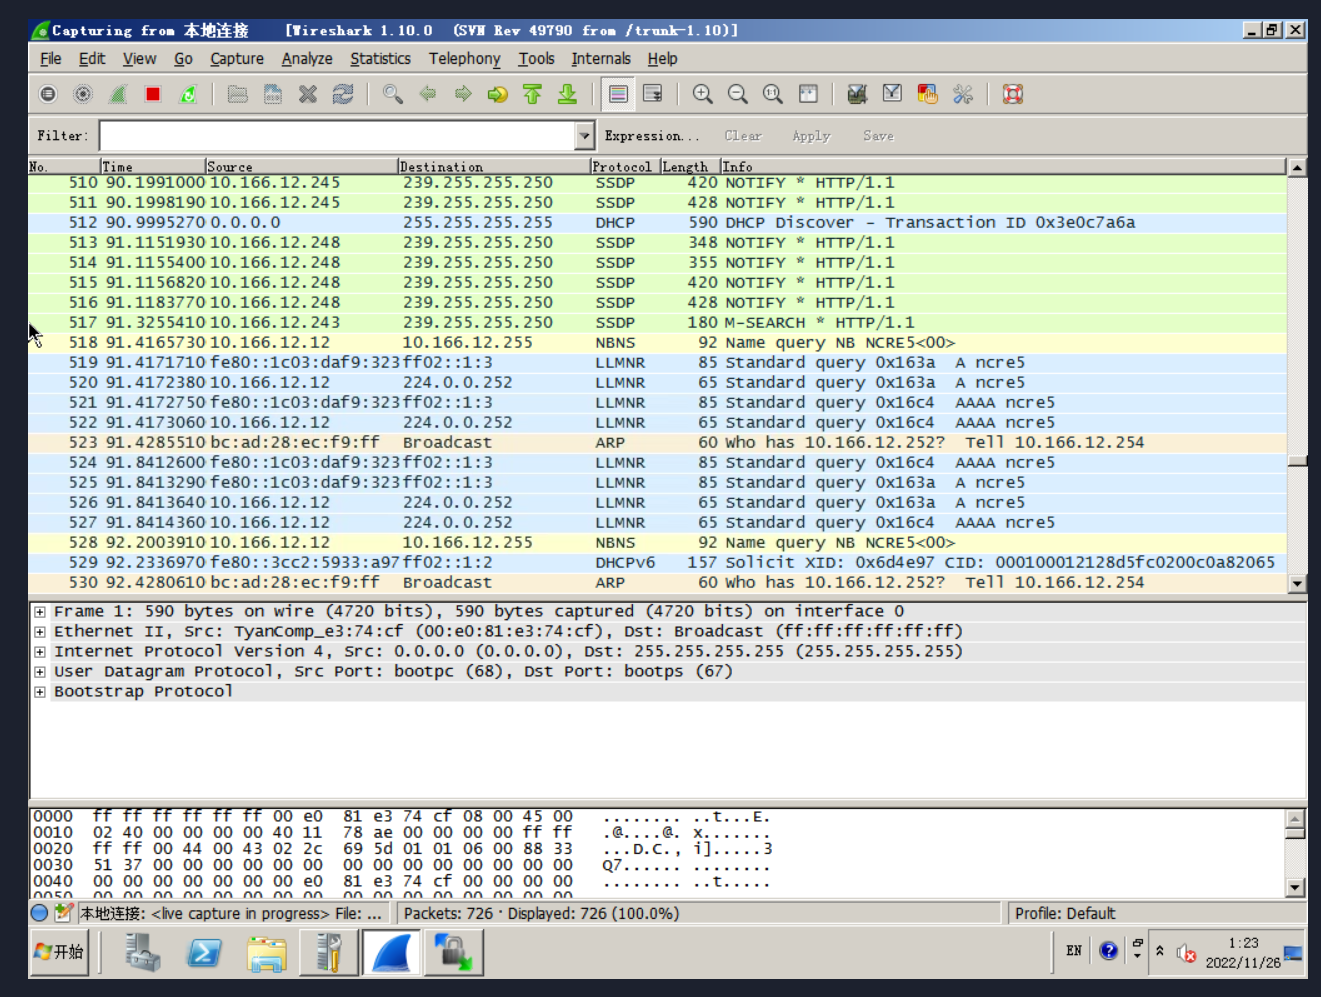 Capturing from 本地连接 [Wireshark 1.10.0 (SVN Rev 49790 from /trunk-1.10)]
File Edit View Go Capture Analyze Statistics Telephony Tools Internals Help
Filter: Expression... Clear Apply Save
No. Time Source Destination Protocol Length Info
510 90.1991000 10.166.12.245 239.255.255.250 SSDP 420 NOTIFY * HTTP/1.1
511 90.1998190 10.166.12.245 239.255.255.250 SSDP 428 NOTIFY * HTTP/1.1
512 90.9995270 0.0.0.0 255.255.255.255 DHCP 590 DHCP Discover - Transaction ID 0x3e0c7a6a
513 91.1151930 10.166.12.248 239.255.255.250 SSDP 348 NOTIFY * HTTP/1.1
514 91.1155400 10.166.12.248 239.255.255.250 SSDP 355 NOTIFY * HTTP/1.1
515 91.1156820 10.166.12.248 239.255.255.250 SSDP 420 NOTIFY * HTTP/1.1
516 91.1183770 10.166.12.248 239.255.255.250 SSDP 428 NOTIFY * HTTP/1.1
517 91.3255410 10.166.12.243 239.255.255.250 SSDP 180 M-SEARCH * HTTP/1.1
518 91.4165730 10.166.12.12 10.166.12.255 NBNS 92 Name query NB NCRE5<00>
519 91.4171710 fe80::1c03:daf9:323 ff02::1:3 LLMNR 85 Standard query 0x163a A ncre5
520 91.4172380 10.166.12.12 224.0.0.252 LLMNR 65 Standard query 0x163a A ncre5
521 91.4172750 fe80::1c03:daf9:323 ff02::1:3 LLMNR 85 Standard query 0x16c4 AAAA ncre5
522 91.4173060 10.166.12.12 224.0.0.252 LLMNR 65 Standard query 0x16c4 AAAA ncre5
523 91.4285510 bc:ad:28:ec:f9:ff Broadcast ARP 60 Who has 10.166.12.252? Tell 10.166.12.254
524 91.8412600 fe80::1c03:daf9:323 ff02::1:3 LLMNR 85 Standard query 0x16c4 AAAA ncre5
525 91.8413290 fe80::1c03:daf9:323 ff02::1:3 LLMNR 85 Standard query 0x163a A ncre5
526 91.8413640 10.166.12.12 224.0.0.252 LLMNR 65 Standard query 0x163a A ncre5
527 91.8414360 10.166.12.12 224.0.0.252 LLMNR 65 Standard query 0x16c4 AAAA ncre5
528 92.2003910 10.166.12.12 10.166.12.255 NBNS 92 Name query NB NCRE5<00>
529 92.2336970 fe80::3cc2:5933:a97 ff02::1:2 DHCPv6 157 Solicit XID: 0x6d4e97 CID: 000100012128d5fc0200c0a82065
530 92.4280610 bc:ad:28:ec:f9:ff Broadcast ARP 60 Who has 10.166.12.252? Tell 10.166.12.254
Frame 1: 590 bytes on wire (4720 bits), 590 bytes captured (4720 bits) on interface 0
Ethernet II, Src: TyanComp_e3:74:cf (00:e0:81:e3:74:cf), Dst: Broadcast (ff:ff:ff:ff:ff:ff)
Internet Protocol Version 4, Src: 0.0.0.0 (0.0.0.0), Dst: 255.255.255.255 (255.255.255.255)
User Datagram Protocol, Src Port: bootpc (68), Dst Port: bootps (67)
Bootstrap Protocol
0000 ff ff ff ff ff ff 00 e0 81 e3 74 cf 08 00 45 00 ........ ..t...E.
0010 02 40 00 00 00 00 40 11 78 ae 00 00 00 00 ff ff .@....@. x.......
0020 ff ff 00 44 00 43 02 2c 69 5d 01 01 06 00 88 33 ...D.C., i].....3
0030 51 37 00 00 00 00 00 00 00 00 00 00 00 00 00 00 Q7...... ........
0040 00 00 00 00 00 00 00 e0 81 e3 74 cf 00 00 00 00 ........ ..t.....
0050 00 00 00 00 00 00 00 00 00 00 00 00 00 00 00 00
本地连接: <live capture in progress> File: ... Packets: 726 · Displayed: 726 (100.0%) Profile: Default
开始 EN 1:23
2022/11/26